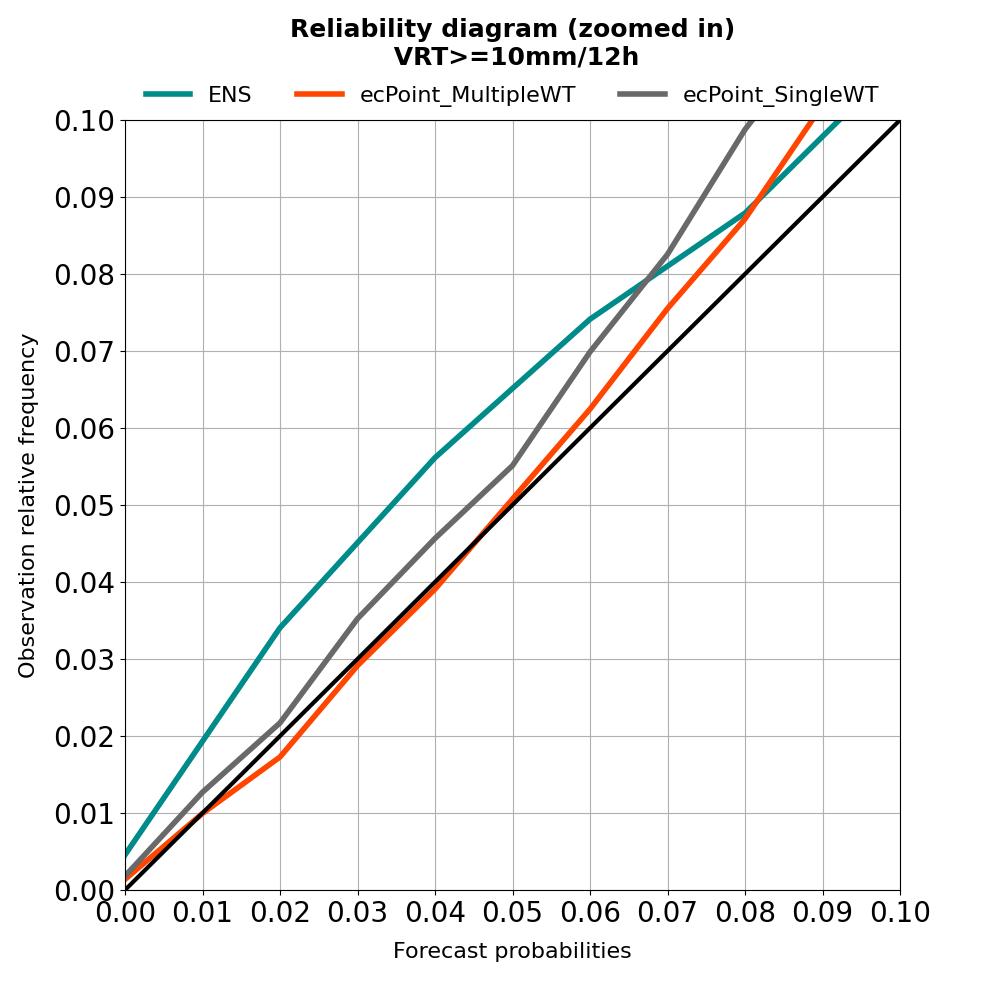 Reliability diagram (zoomed in)
VRT>=10mm/12h
ENS ecPoint_MultipleWT ecPoint_SingleWT
0.10
0.09
0.08
0.07
0.06
0.05
0.04
0.03
0.02
0.01
0.00
Observation relative frequency
0.00 0.01 0.02 0.03 0.04 0.05 0.06 0.07 0.08 0.09 0.10
Forecast probabilities